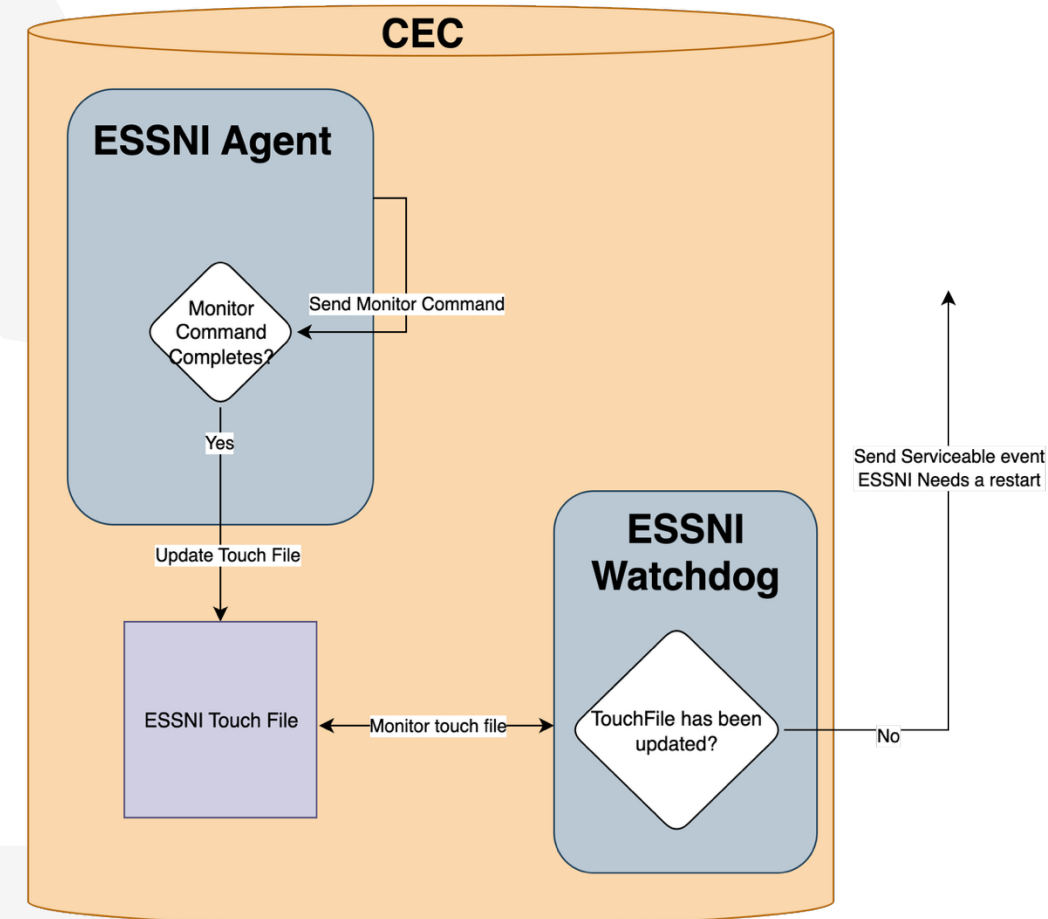 CEC
ESSNI Agent
Send Monitor Command
Monitor
Command
Completes?
Yes
Update Touch File
ESSNI Touch File
Monitor touch file
ESSNI
Watchdog
TouchFile has been
updated?
No
Send Serviceable event
ESSNI Needs a restart